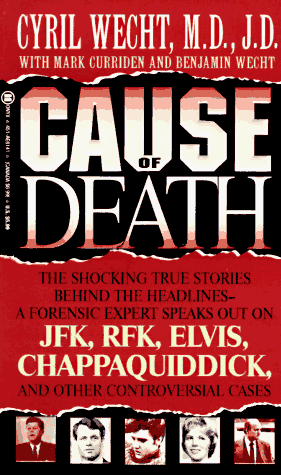 CYRIL WECHT, M.D., J.D.
WITH MARK CURRIDEN AND BENJAMIN WECHT
CAUSE
OF
DEATH
THE SHOCKING TRUE STORIES
BEHIND THE HEADLINES–
A FORENSIC EXPERT SPEAKS OUT ON
JFK, RFK, ELVIS,
CHAPPAQUIDDICK,
AND OTHER CONTROVERSIAL CASES
ONYX